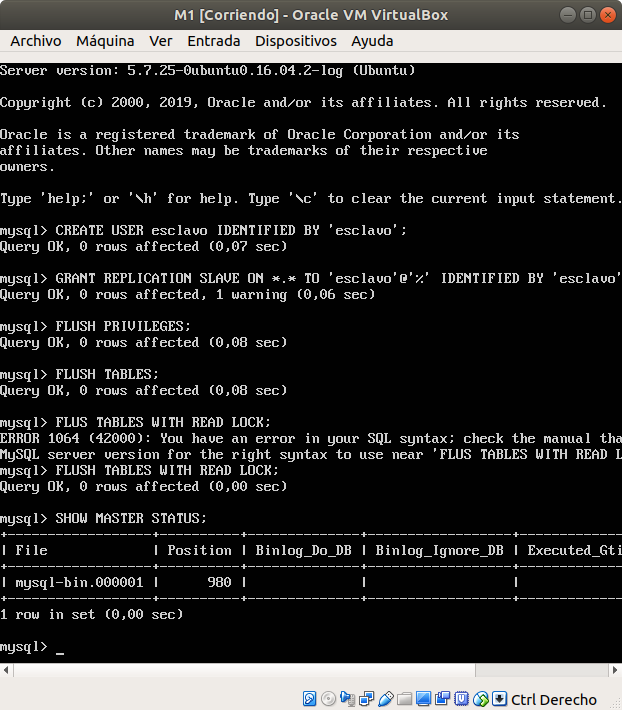 M1 [Corriendo] - Oracle VM VirtualBox
Archivo Máquina Ver Entrada Dispositivos Ayuda
Server version: 5.7.25-0ubuntu0.16.04.2-log (Ubuntu)
Copyright (c) 2000, 2019, Oracle and/or its affiliates. All rights reserved.
Oracle is a registered trademark of Oracle Corporation and/or its
affiliates. Other names may be trademarks of their respective
owners.
Type 'help;' or '\h' for help. Type '\c' to clear the current input statement.
mysql> CREATE USER esclavo IDENTIFIED BY 'esclavo';
Query OK, 0 rows affected (0,07 sec)
mysql> GRANT REPLICATION SLAVE ON *.* TO 'esclavo'@'%' IDENTIFIED BY 'esclavo'
Query OK, 0 rows affected, 1 warning (0,06 sec)
mysql> FLUSH PRIVILEGES;
Query OK, 0 rows affected (0,08 sec)
mysql> FLUSH TABLES;
Query OK, 0 rows affected (0,08 sec)
mysql> FLUS TABLES WITH READ LOCK;
ERROR 1064 (42000): You have an error in your SQL syntax; check the manual tha
MySQL server version for the right syntax to use near 'FLUS TABLES WITH READ L
mysql> FLUSH TABLES WITH READ LOCK;
Query OK, 0 rows affected (0,00 sec)
mysql> SHOW MASTER STATUS;
+------------------+----------+--------------+------------------+-------------
| File | Position | Binlog_Do_DB | Binlog_Ignore_DB | Executed_Gti
+------------------+----------+--------------+------------------+-------------
| mysql-bin.000001 | 980 | | |
+------------------+----------+--------------+------------------+-------------
1 row in set (0,00 sec)
mysql> _
Ctrl Derecho